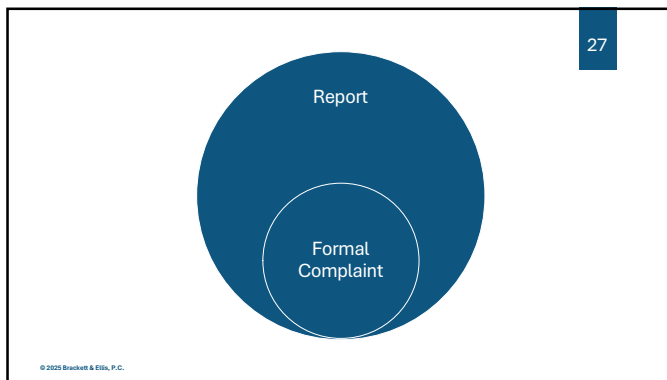 27
Report
Formal
Complaint
© 2025 Brackett & Ellis, P.C.